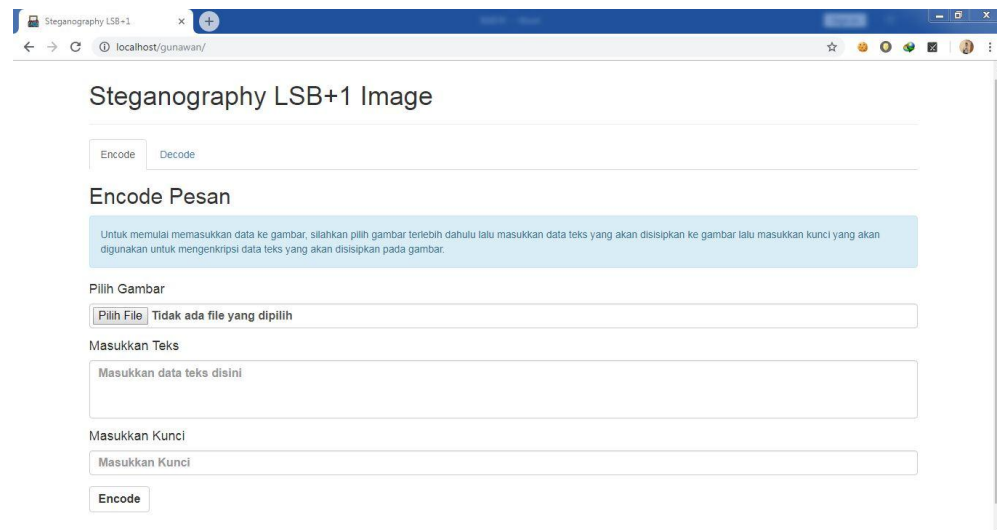 Steganography LSB+1
localhost/gunawan/
Steganography LSB+1 Image
Encode Decode
Encode Pesan
Untuk memulai memasukkan data ke gambar, silahkan pilih gambar terlebih dahulu lalu masukkan data teks yang akan disisipkan ke gambar lalu masukkan kunci yang akan
digunakan untuk mengenkripsi data teks yang akan disisipkan pada gambar.
Pilih Gambar
Pilih File Tidak ada file yang dipilih
Masukkan Teks
Masukkan data teks disini
Masukkan Kunci
Masukkan Kunci
Encode